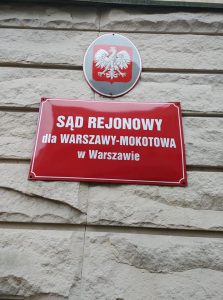 SĄD REJONOWY
dla WARSZAWY-MOKOTOWA
w Warszawie